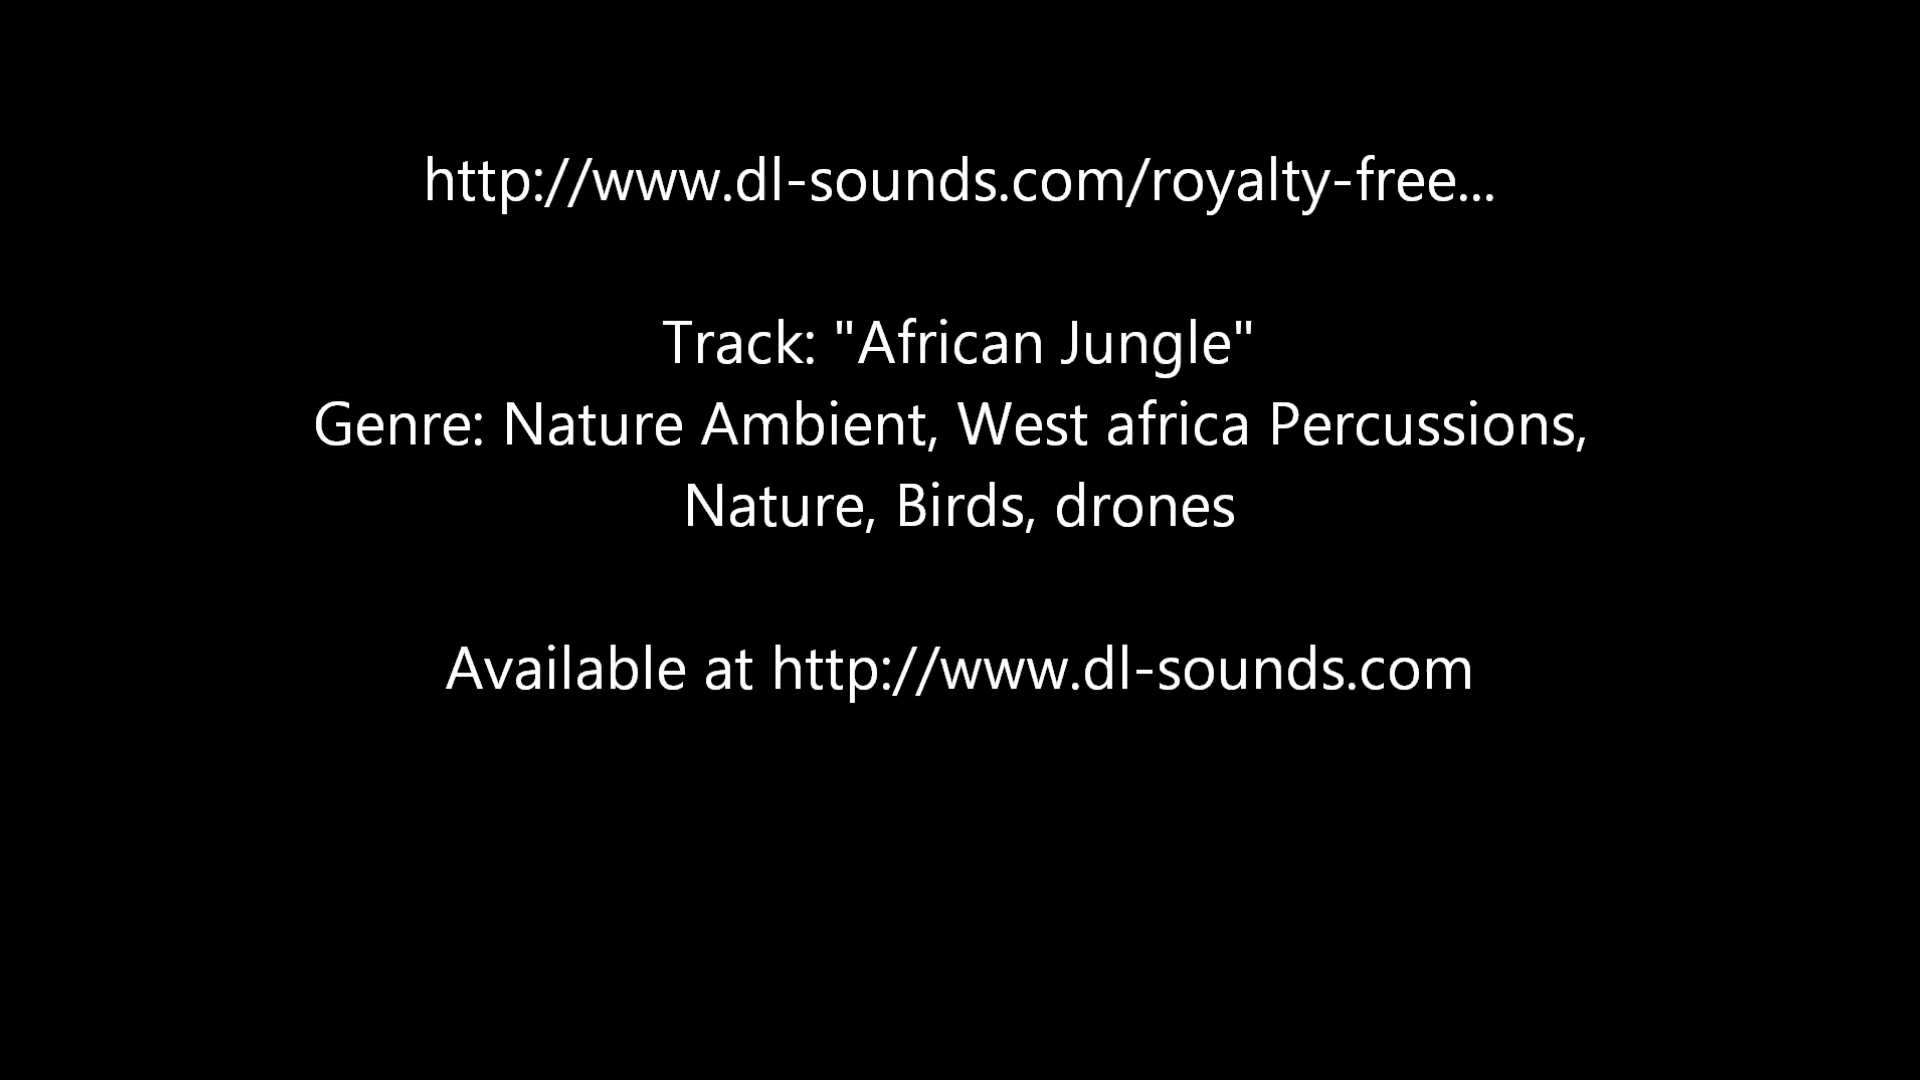 http://www.dl-sounds.com/royalty-free...
Track: "African Jungle"
Genre: Nature Ambient, West africa Percussions,
Nature, Birds, drones
Available at http://www.dl-sounds.com